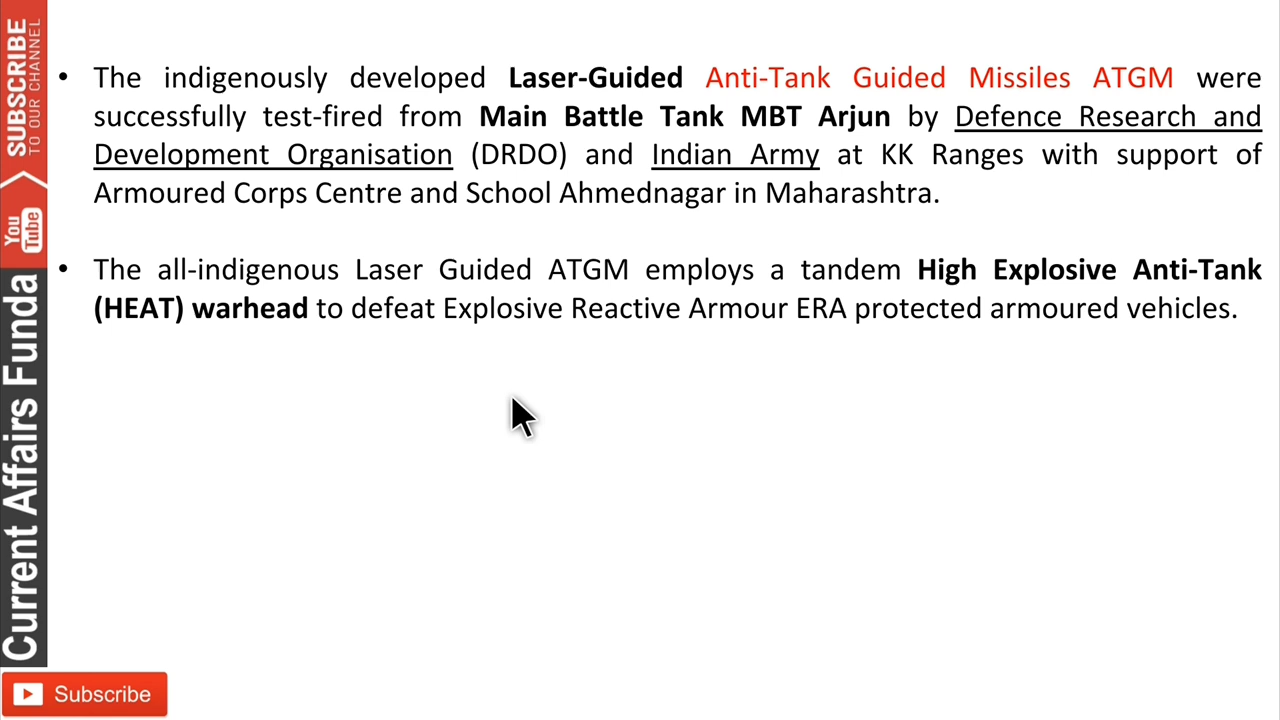 • The indigenously developed Laser-Guided Anti-Tank Guided Missiles ATGM were
successfully test-fired from Main Battle Tank MBT Arjun by Defence Research and
Development Organisation (DRDO) and Indian Army at KK Ranges with support of
Armoured Corps Centre and School Ahmednagar in Maharashtra.
• The all-indigenous Laser Guided ATGM employs a tandem High Explosive Anti-Tank
(HEAT) warhead to defeat Explosive Reactive Armour ERA protected armoured vehicles.
SUBSCRIBE
TO OUR CHANNEL
You
Tube
Current Affairs Funda
Subscribe